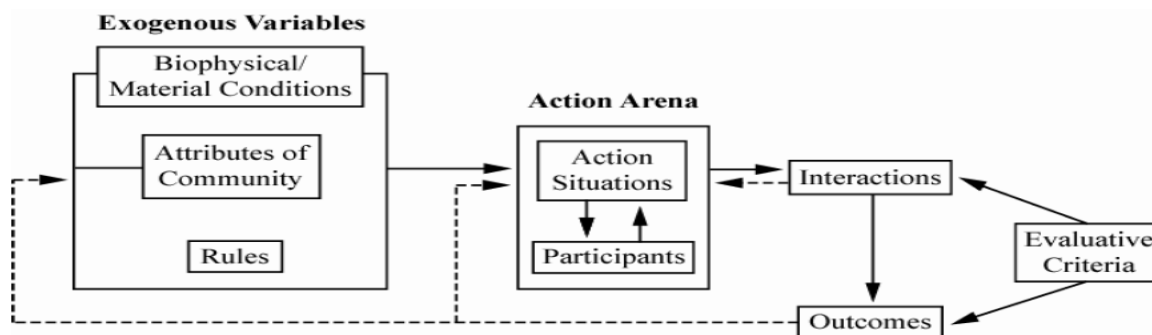 Exogenous Variables
Biophysical/
Material Conditions
Attributes of
Community
Rules
Action Arena
Action
Situations
Participants
Interactions
Outcomes
Evaluative
Criteria